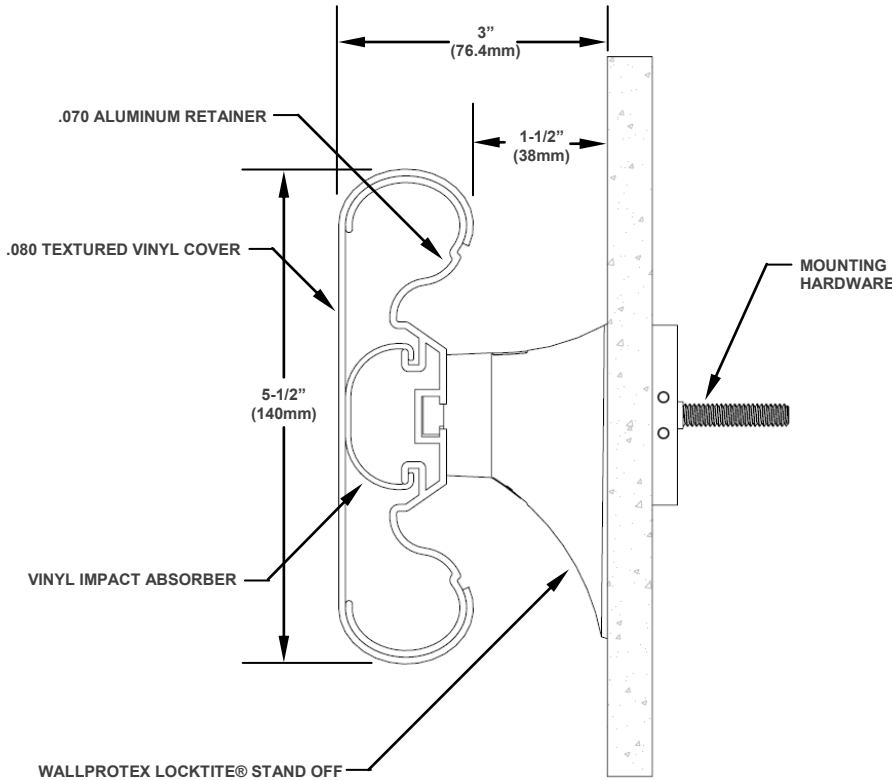 3”
(76.4mm)
.070 ALUMINUM RETAINER
1-1/2”
(38mm)
.080 TEXTURED VINYL COVER
MOUNTING
HARDWARE
5-1/2”
(140mm)
VINYL IMPACT ABSORBER
WALLPROTEX LOCKTITE® STAND OFF